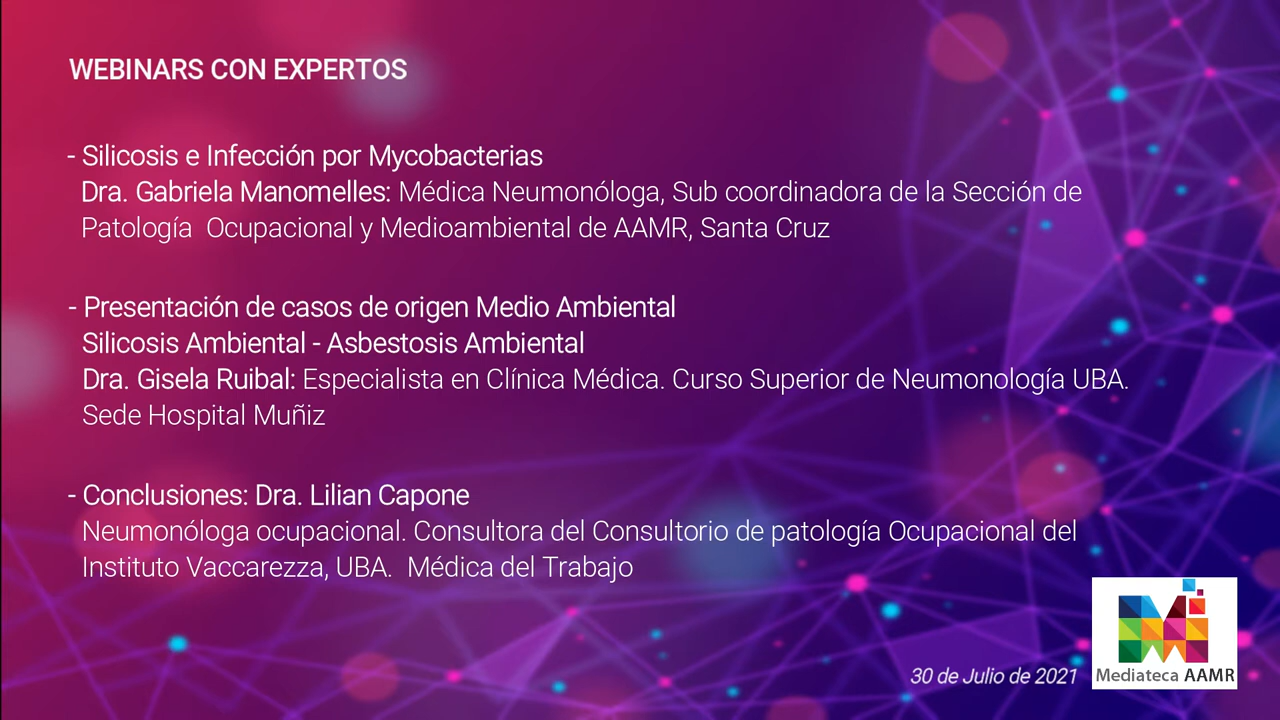 WEBINARS CON EXPERTOS
- Silicosis e Infección por Mycobacterias
Dra. Gabriela Manomelles: Médica Neumonóloga, Sub coordinadora de la Sección de
Patología Ocupacional y Medioambiental de AAMR, Santa Cruz
- Presentación de casos de origen Medio Ambiental
Silicosis Ambiental - Asbestosis Ambiental
Dra. Gisela Ruibal: Especialista en Clínica Médica. Curso Superior de Neumonología UBA.
Sede Hospital Muñiz
- Conclusiones: Dra. Lilian Capone
Neumonóloga ocupacional. Consultora del Consultorio de patología Ocupacional del
Instituto Vaccarezza, UBA. Médica del Trabajo
30 de Julio de 2021
Mediateca AAMR